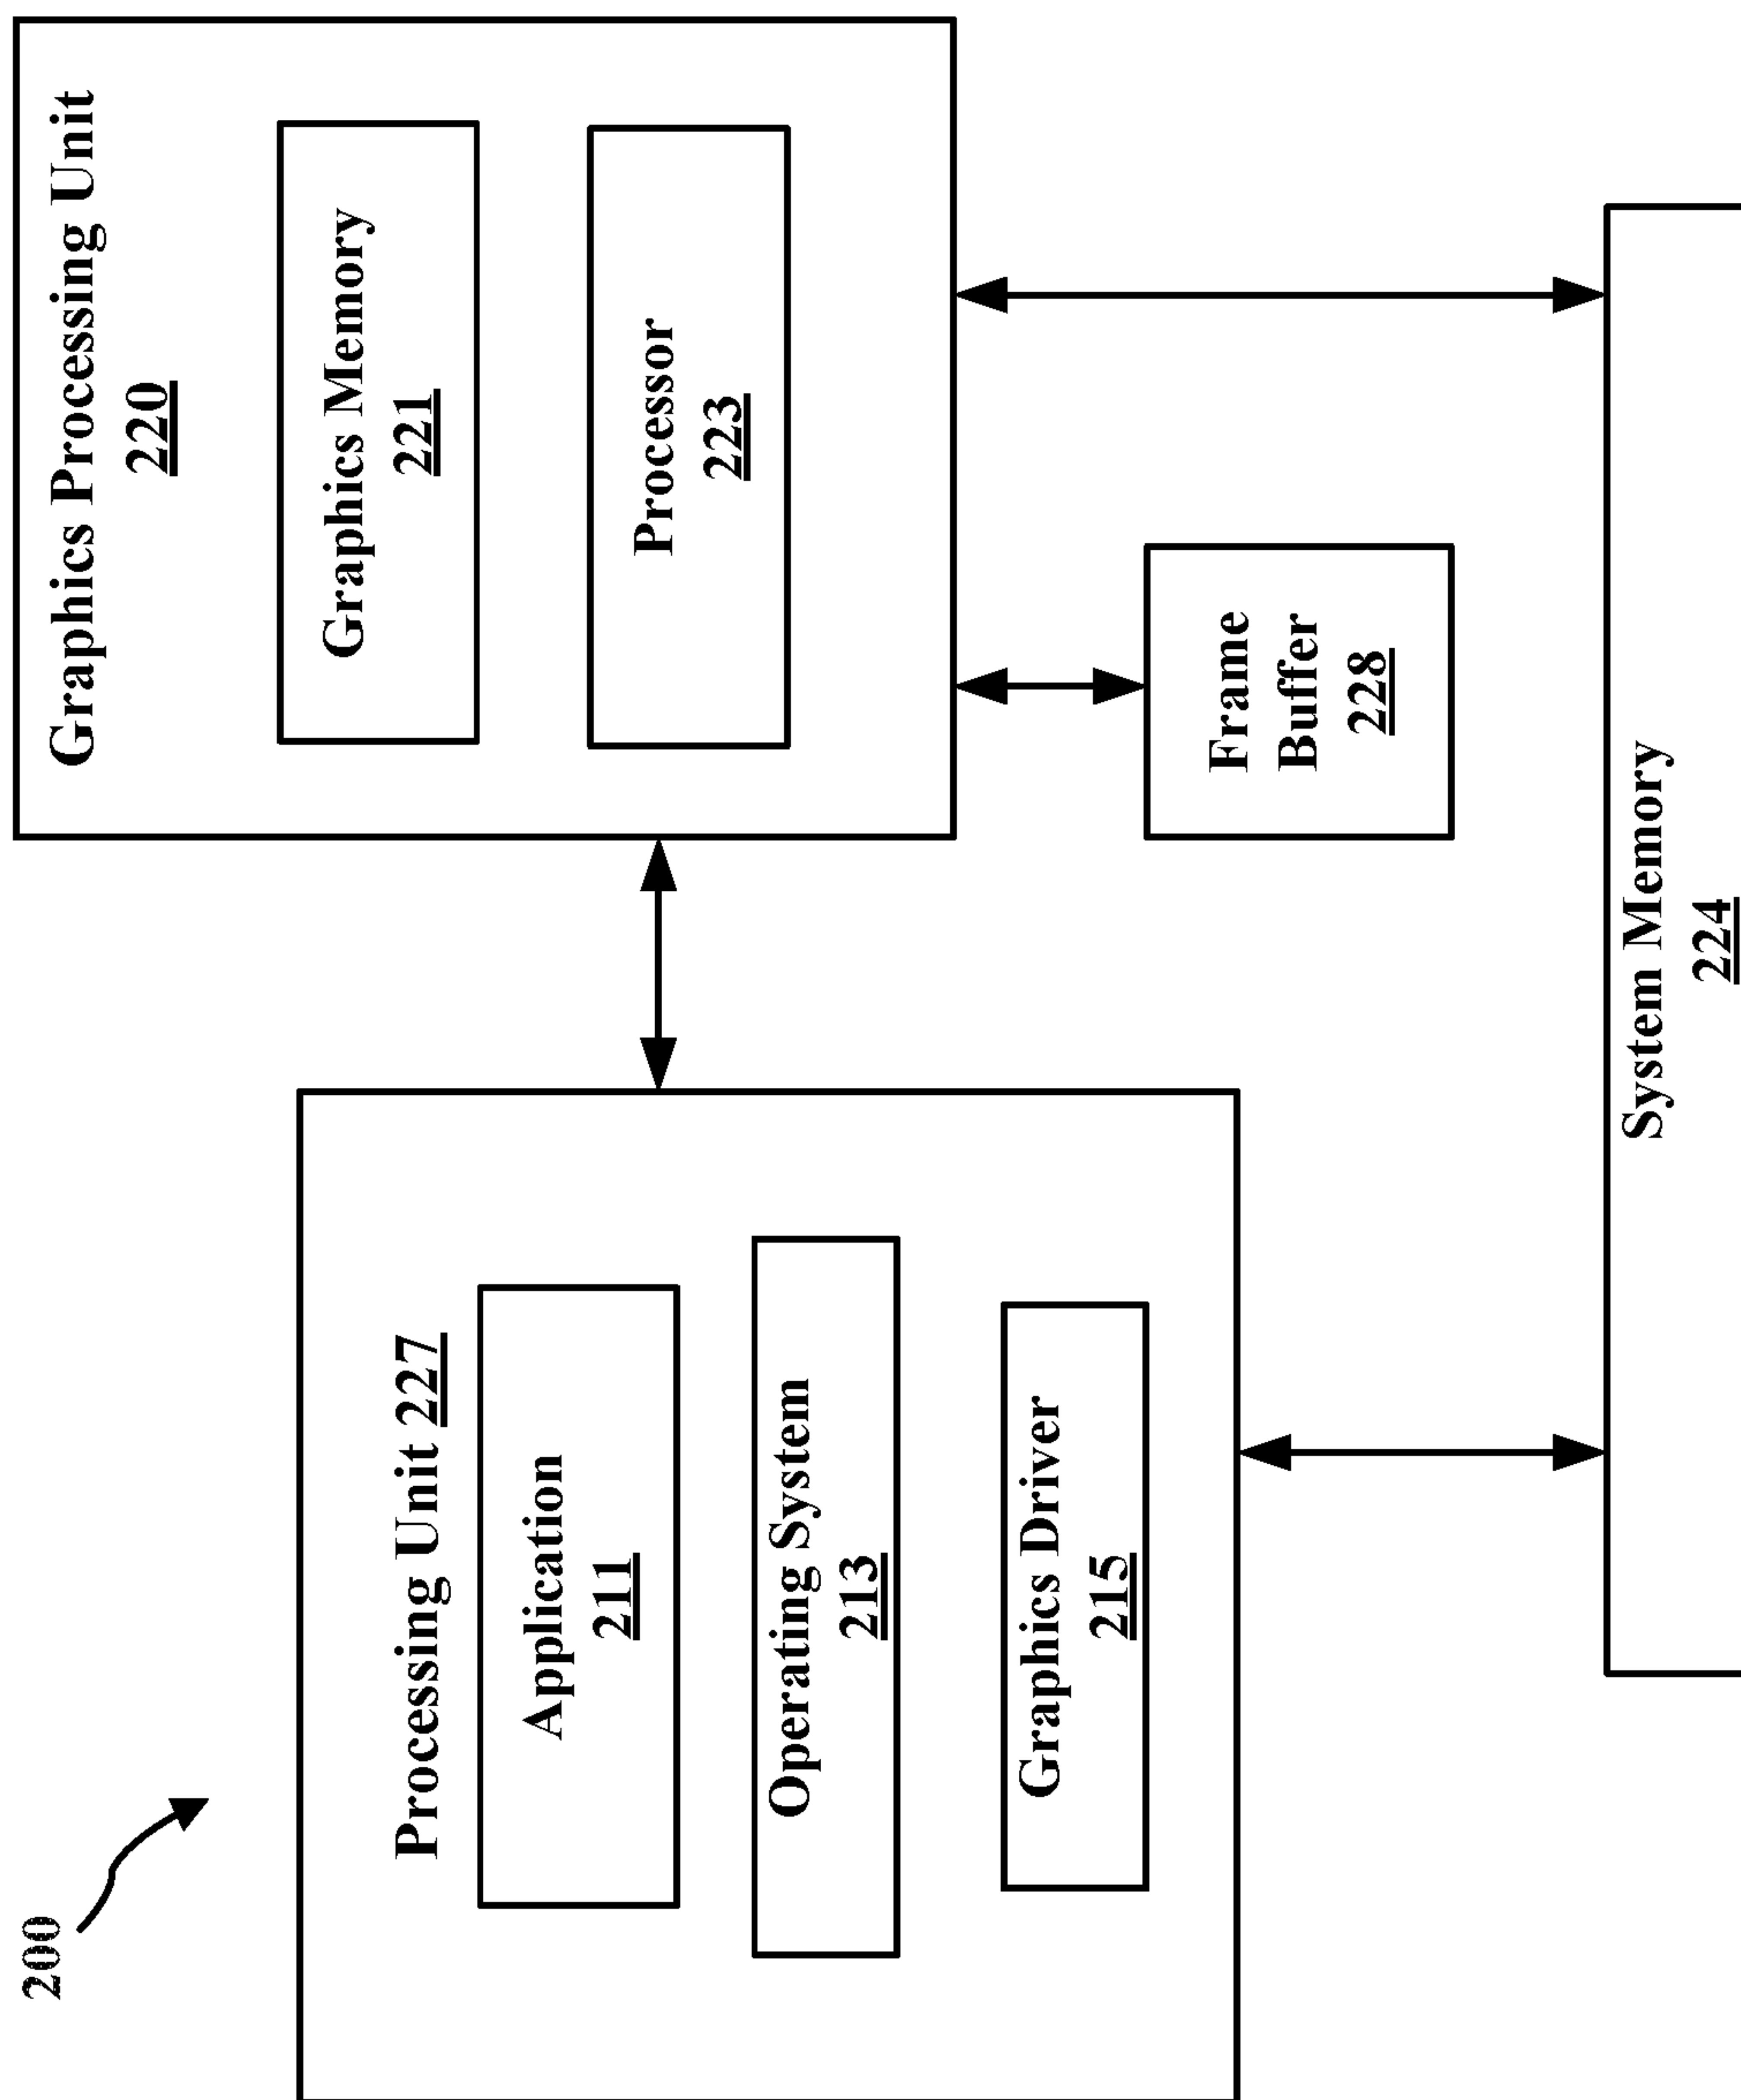 200
Processing Unit 227
Application
211
Operating System
213
Graphics Driver
215
Graphics Processing Unit
220
Graphics Memory
221
Processor
223
Frame
Buffer
228
System Memory
224